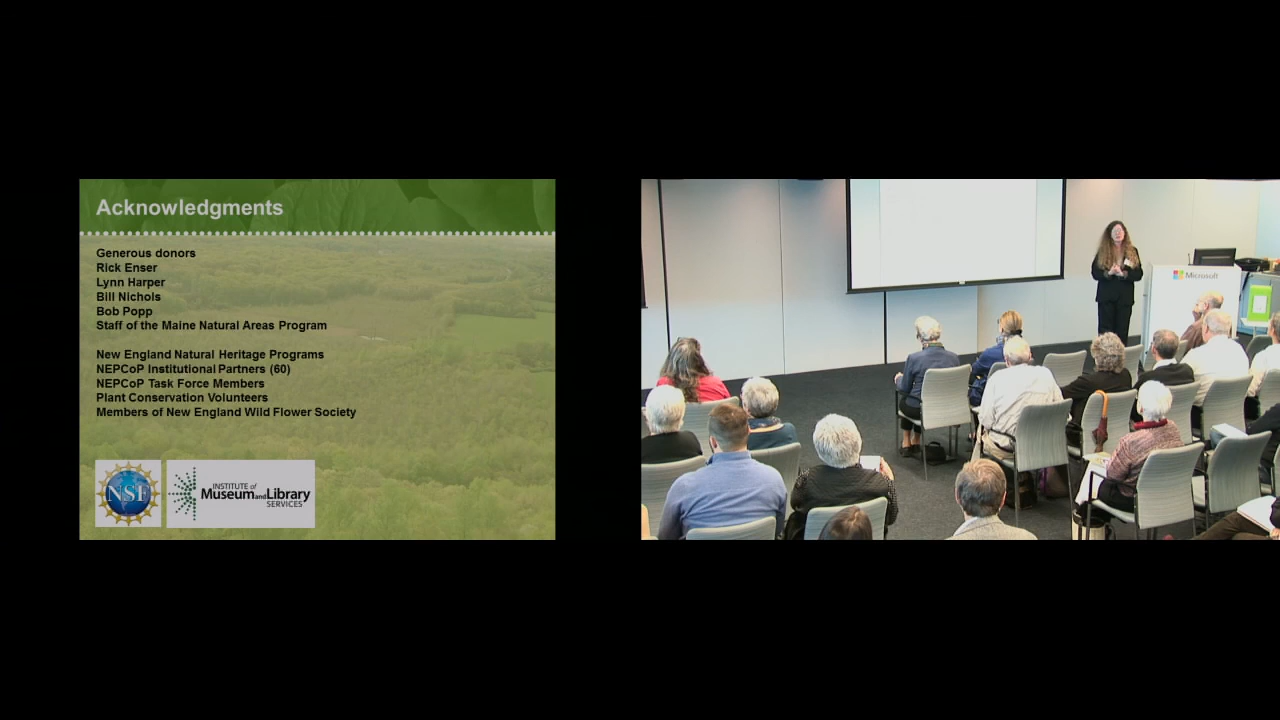 Acknowledgments
Generous donors
Rick Enser
Lynn Harper
Bill Nichols
Bob Popp
Staff of the Maine Natural Areas Program
New England Natural Heritage Programs
NEPCoP Institutional Partners (60)
NEPCoP Task Force Members
Plant Conservation Volunteers
Members of New England Wild Flower Society
NSF
INSTITUTE of
Museum and Library
SERVICES
Microsoft